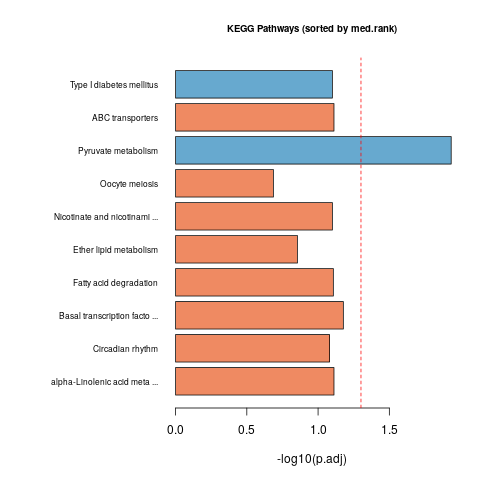 KEGG Pathways (sorted by med.rank)
Type I diabetes mellitus
ABC transporters
Pyruvate metabolism
Oocyte meiosis
Nicotinate and nicotinami ...
Ether lipid metabolism
Fatty acid degradation
Basal transcription facto ...
Circadian rhythm
alpha-Linolenic acid meta ...
0.0 0.5 1.0 1.5
-log10(p.adj)